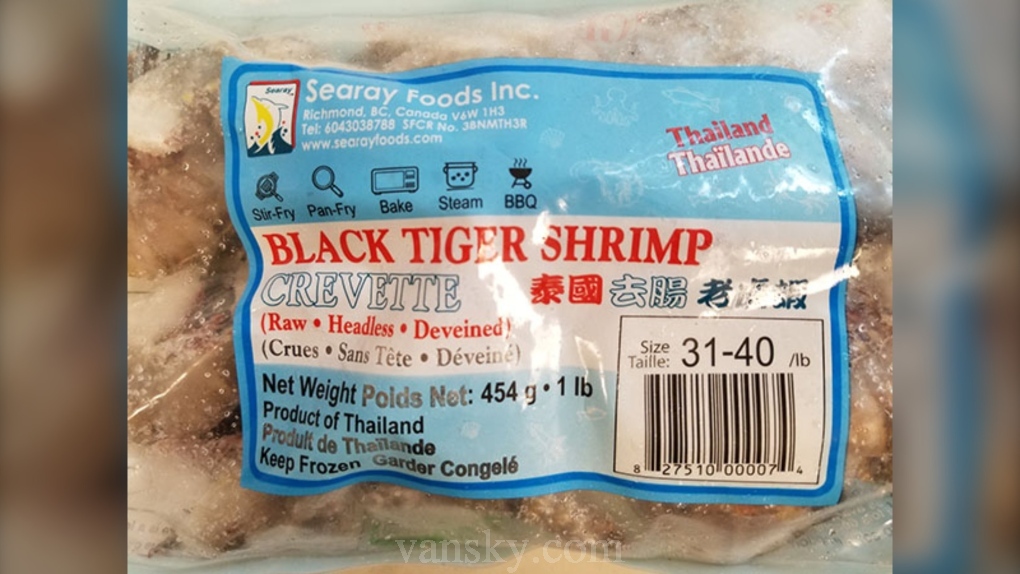 Searay
Searay Foods Inc.
Richmond, BC, Canada V6W 1H3
Tel: 6043038788 SFCR No. 38NMTH3R
www.searayfoods.com
Thailand
Thaïlande
Stir-Fry Pan-Fry Bake Steam BBQ
BLACK TIGER SHRIMP
CREVETTE 泰國 去腸 老虎蝦
(Raw • Headless • Deveined)
(Crues • Sans Tête • Déveiné)
Size
Taille: 31-40 /lb
Net Weight Poids Net: 454 g • 1 lb
Product of Thailand
Produit de Thaïlande
Keep Frozen Garder Congelé
8 27510 00007 4
vansky.com